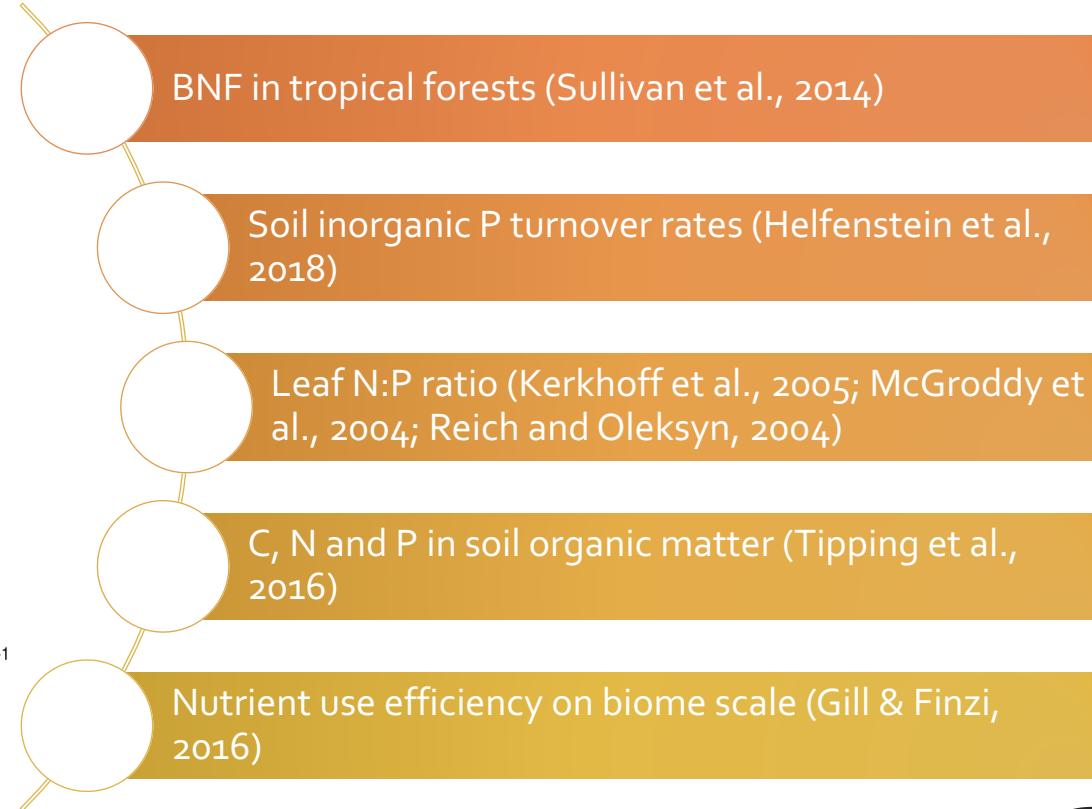 BNF in tropical forests (Sullivan et al., 2014)
Soil inorganic P turnover rates (Helfenstein et al.,
2018)
Leaf N:P ratio (Kerkhoff et al., 2005; McGroddy et
al., 2004; Reich and Oleksyn, 2004)
C, N and P in soil organic matter (Tipping et al.,
2016)
Nutrient use efficiency on biome scale (Gill & Finzi,
2016)